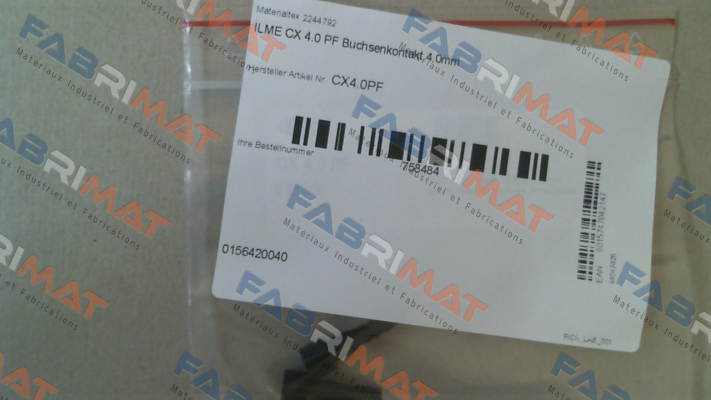 Materialtex 2244792
ILME CX 4.0 PF Buchsenkontakt 4.0mm
Hersteller Artikel Nr. CX4.0PF
758484
Ihre Bestellnummer
0156420040
EAN
FABRIMAT
Materiaux Industriel et Fabrications